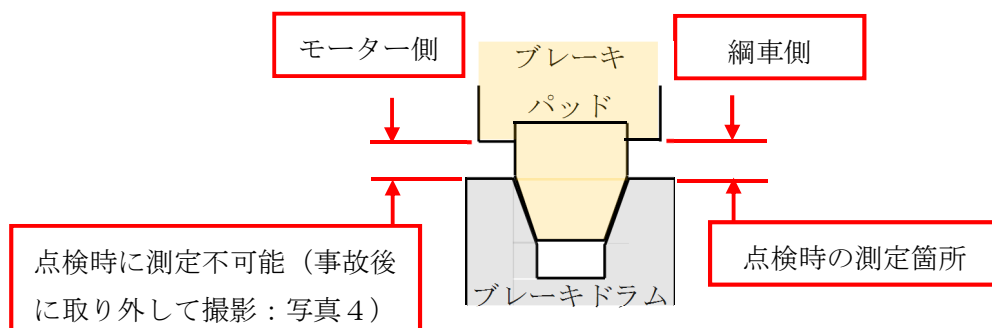 モーター側
ブレーキ
パッド
綱車側
点検時に測定不可能（事故後
に取り外して撮影：写真４）
点検時の測定箇所
ブレーキドラム